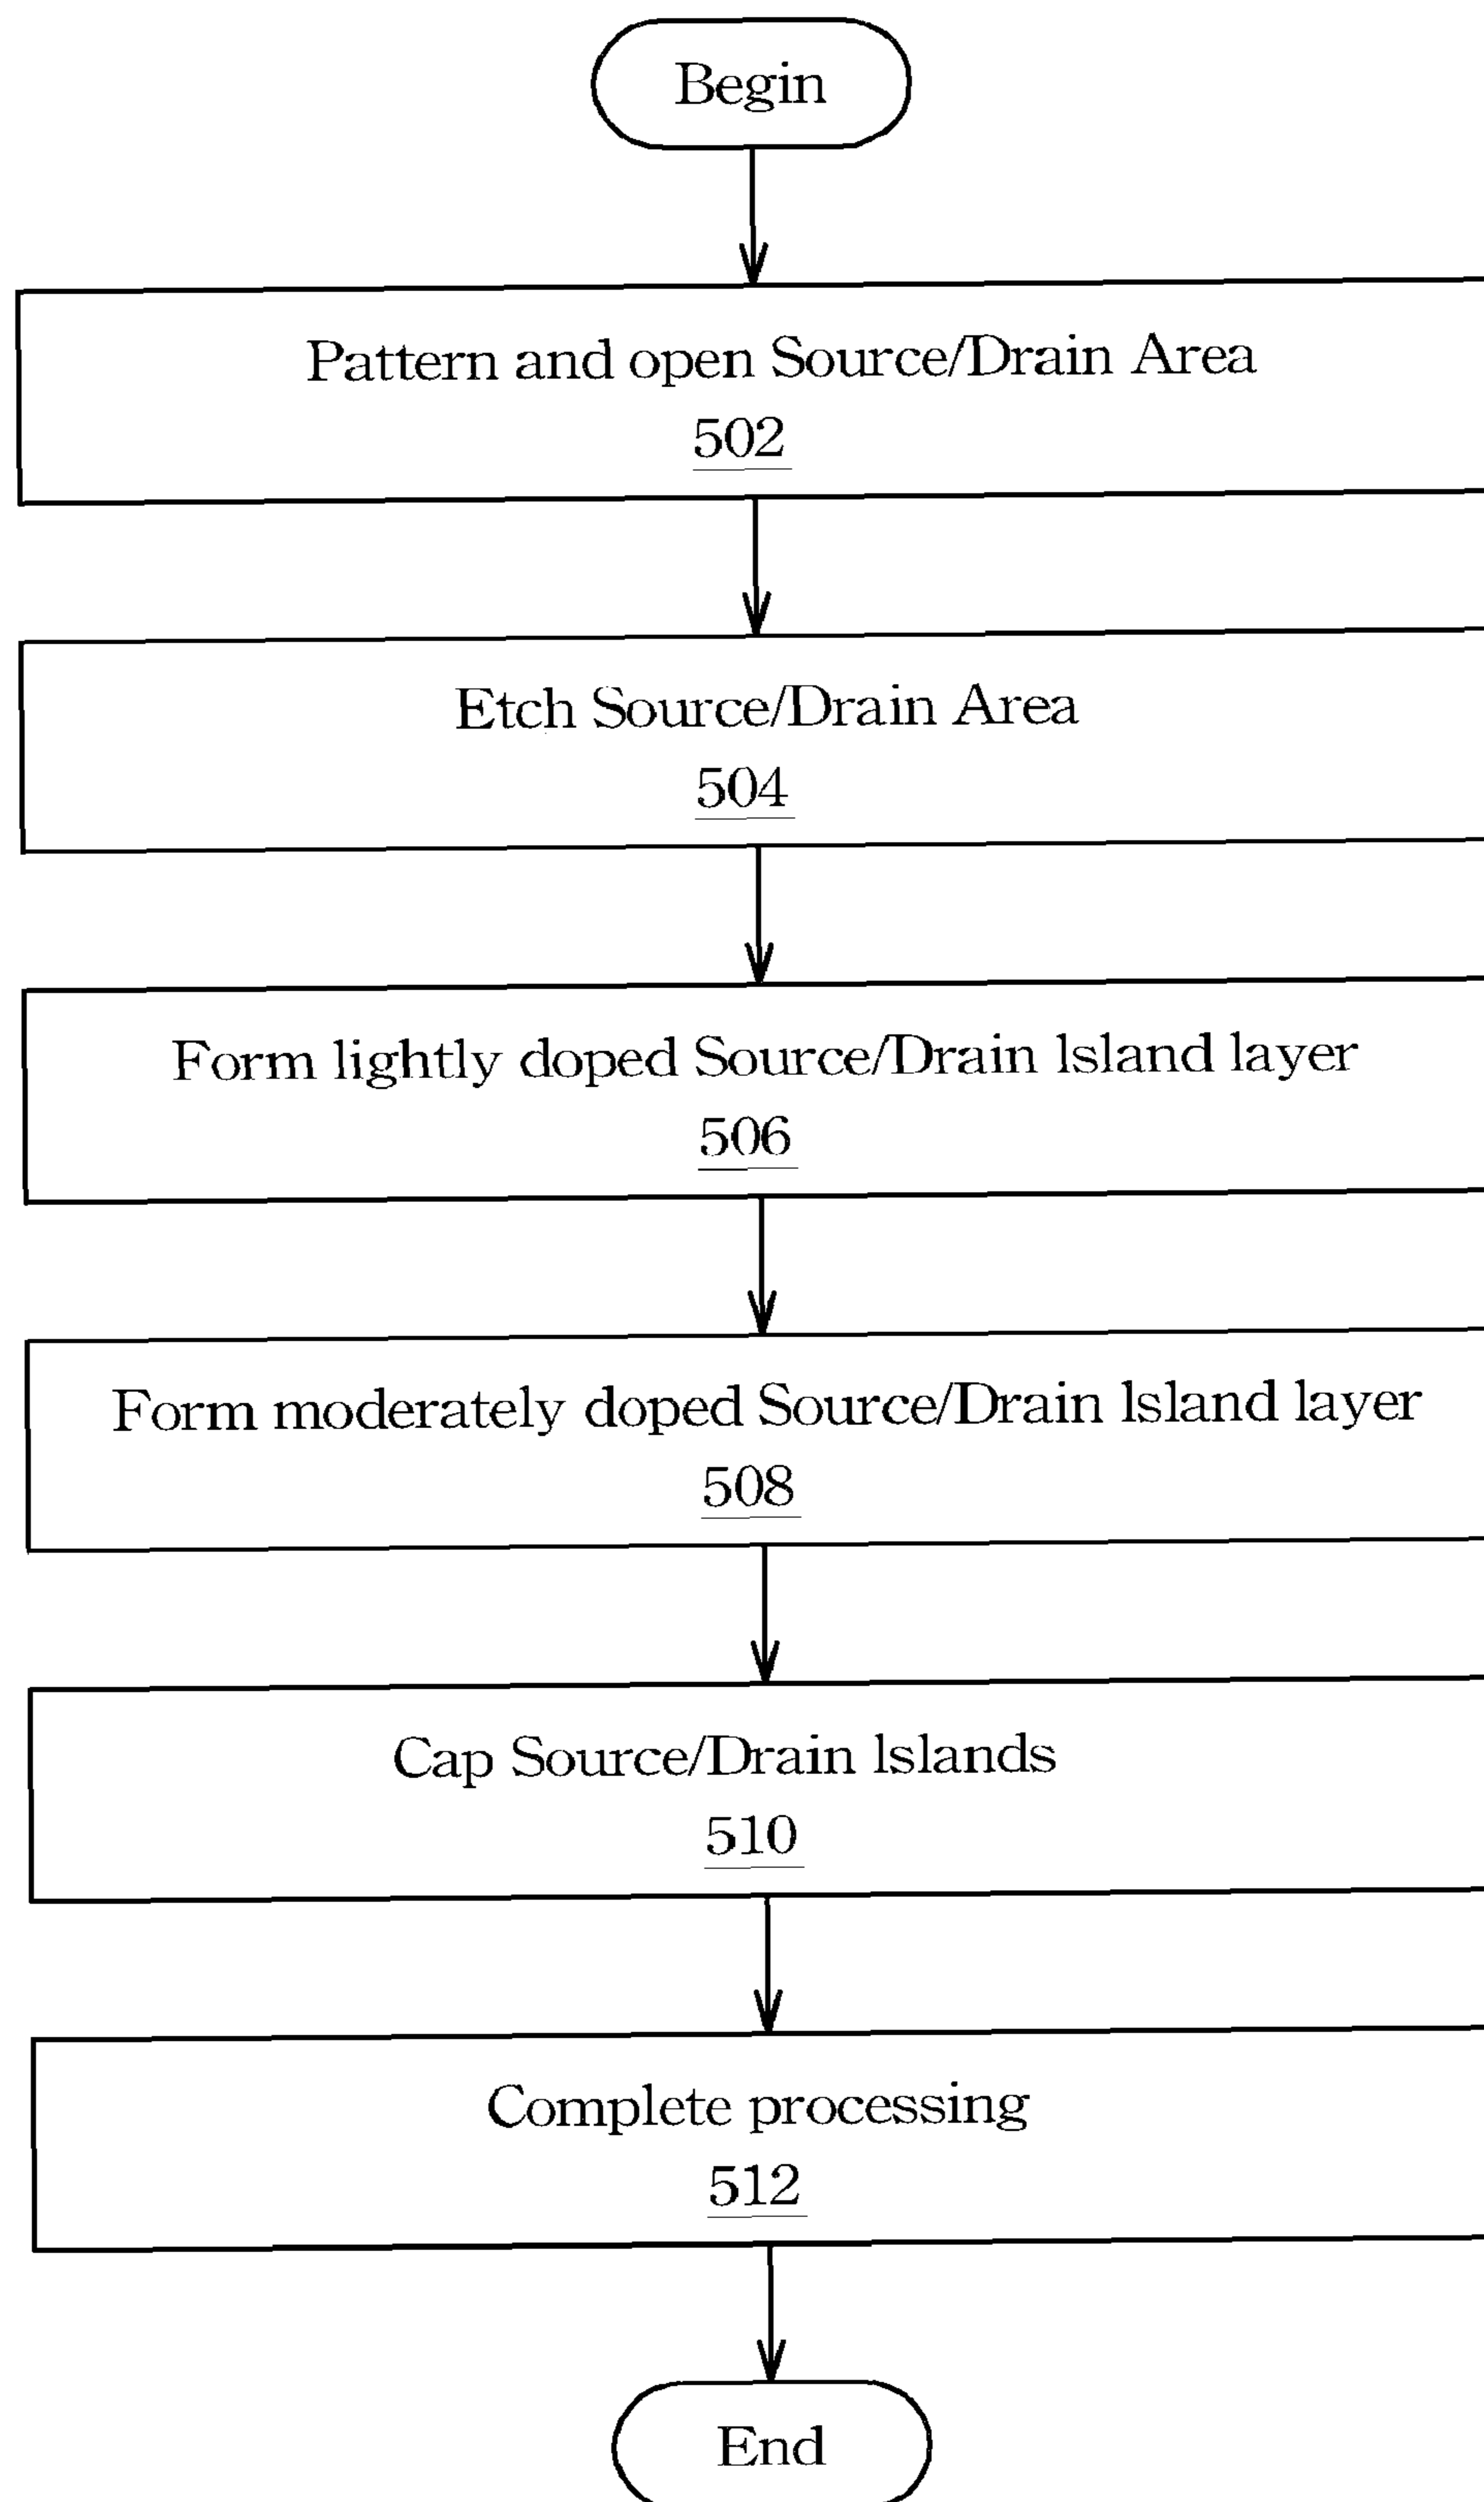 Begin
Pattern and open Source/Drain Area
502
Etch Source/Drain Area
504
Form lightly doped Source/Drain Island layer
506
Form moderately doped Source/Drain Island layer
508
Cap Source/Drain Islands
510
Complete processing
512
End